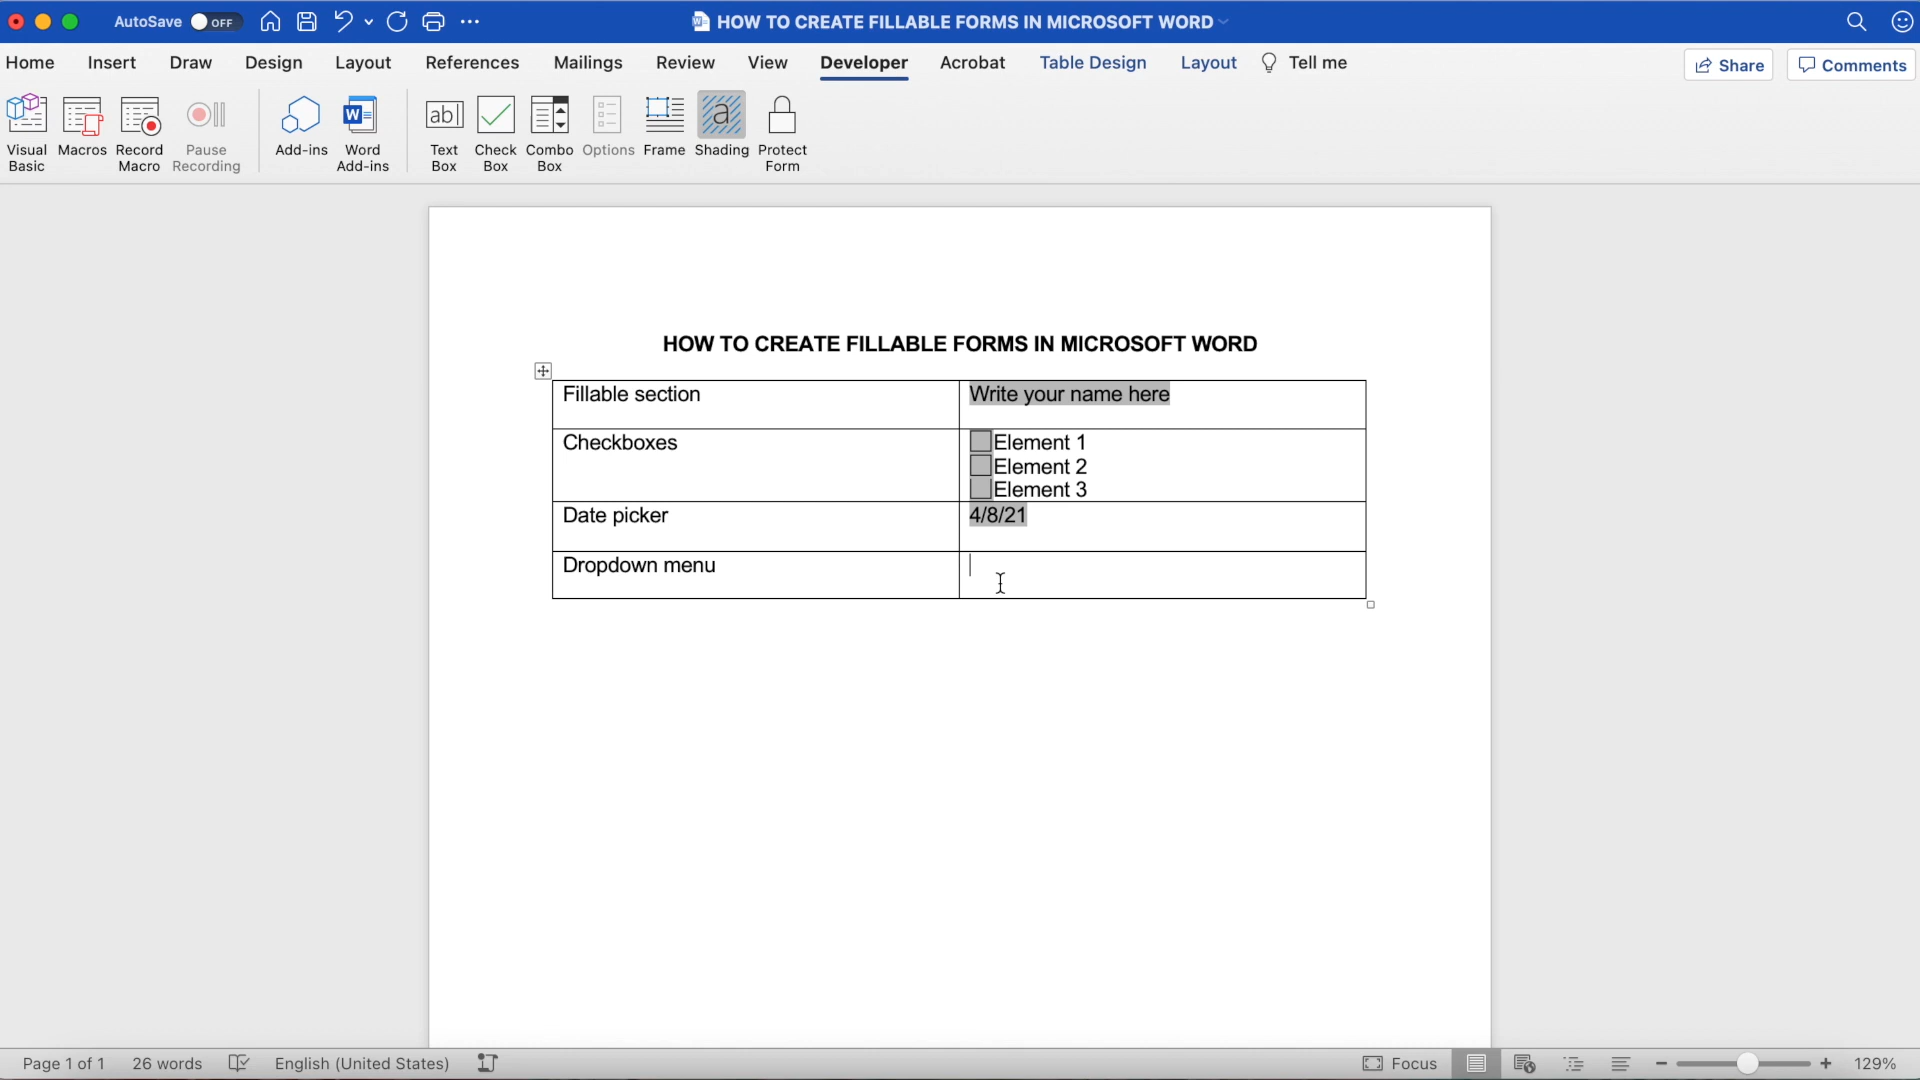 AutoSave OFF
HOW TO CREATE FILLABLE FORMS IN MICROSOFT WORD
Home Insert Draw Design Layout References Mailings Review View Developer Acrobat Table Design Layout Tell me Share Comments
Visual Basic
Macros
Record Macro
Pause Recording
Add-ins
Word Add-ins
Text Box
Check Box
Combo Box
Options
Frame
Shading
Protect Form
HOW TO CREATE FILLABLE FORMS IN MICROSOFT WORD
Fillable section
Write your name here
Checkboxes
Element 1
Element 2
Element 3
Date picker
4/8/21
Dropdown menu
Page 1 of 1 26 words English (United States) Focus 129%